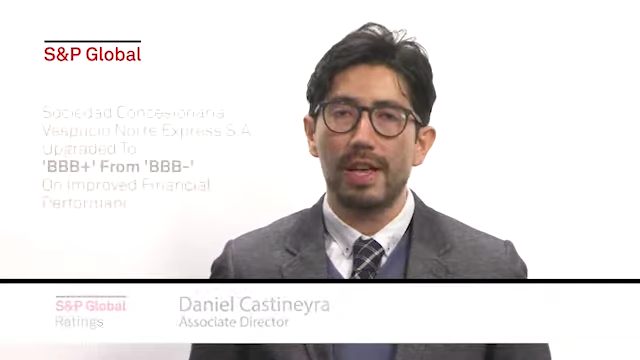 S&P Global
Sociedad Concesionaria
Vespucio Norte Express S.A.
Upgraded To
'BBB+' From 'BBB-'
On Improved Financial
S&P Global
Ratings
Daniel Castineyra
Associate Director